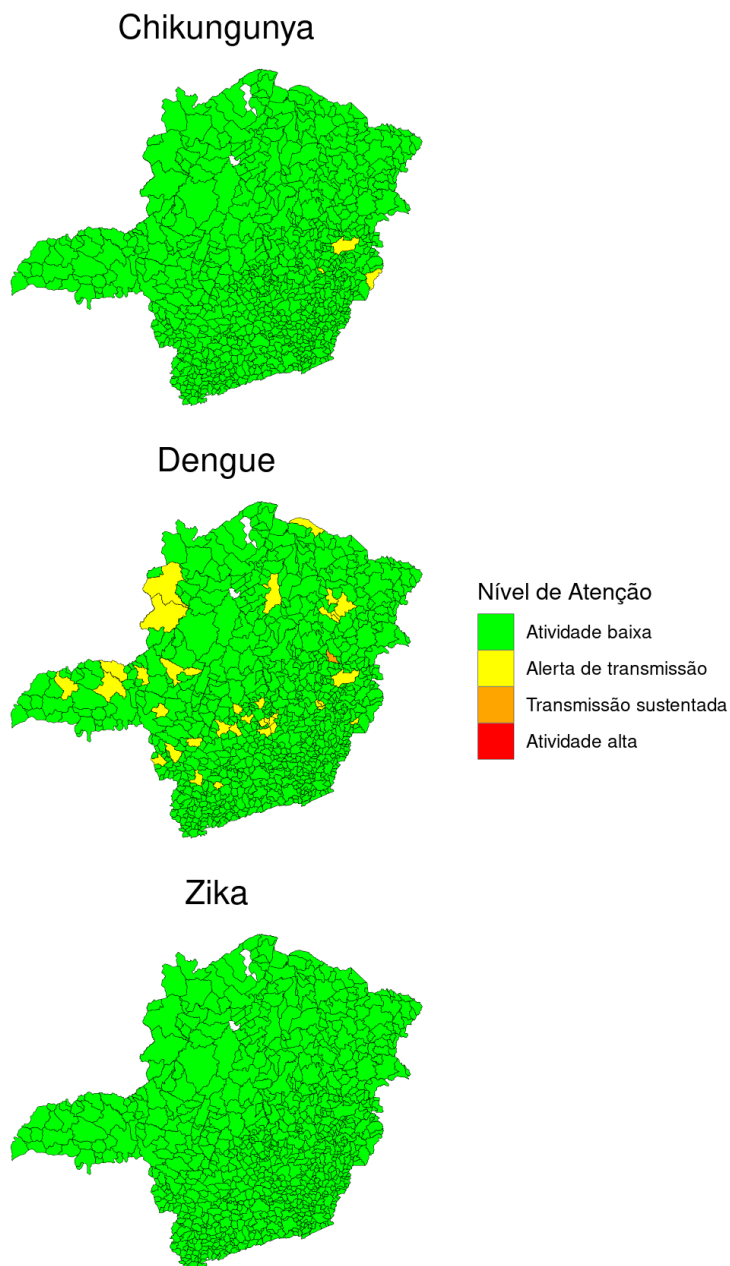 Chikungunya
Dengue
Nível de Atenção
Atividade baixa
Alerta de transmissão
Transmissão sustentada
Atividade alta
Zika